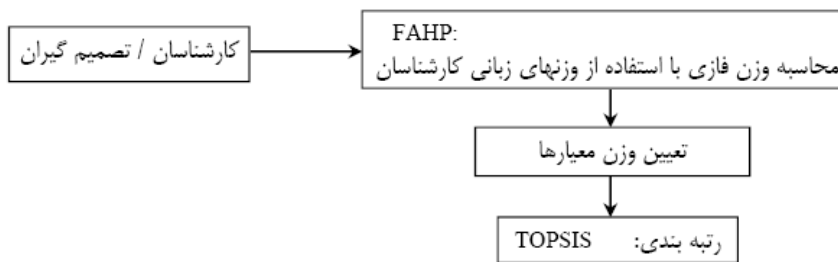 کارشناسان / تصمیم گیران
FAHP:
محاسبه وزن فازی با استفاده از وزنهای زبانی کارشناسان
تعیین وزن معیارها
رتبه بندی: TOPSIS